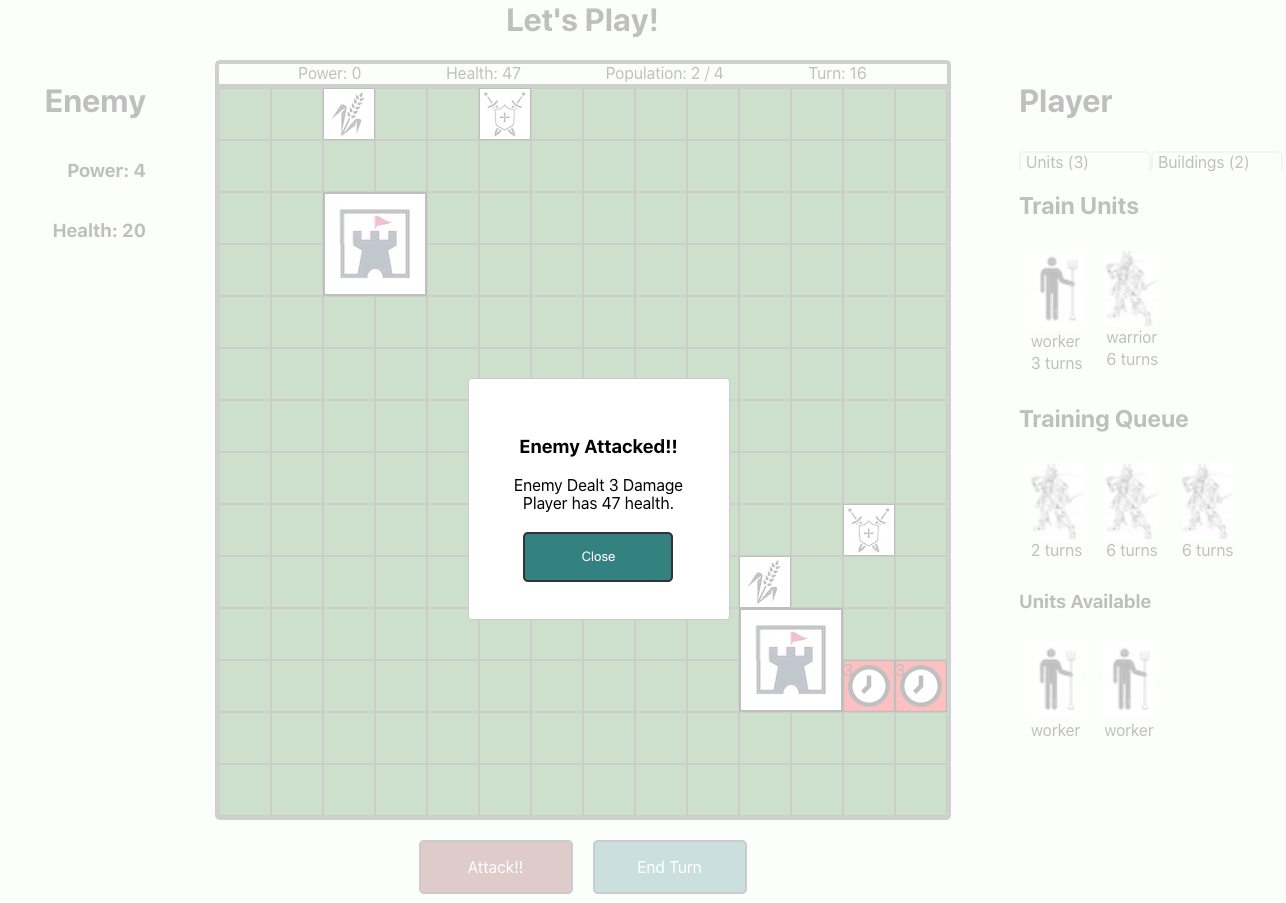 Let's Play!
Power: 0 Health: 47 Population: 2 / 4 Turn: 16
Enemy
Power: 4
Health: 20
Enemy Attacked!!
Enemy Dealt 3 Damage
Player has 47 health.
Close
3 3
Attack!! End Turn
Player
Units (3) Buildings (2)
Train Units
worker warrior
3 turns 6 turns
Training Queue
2 turns 6 turns 6 turns
Units Available
worker worker